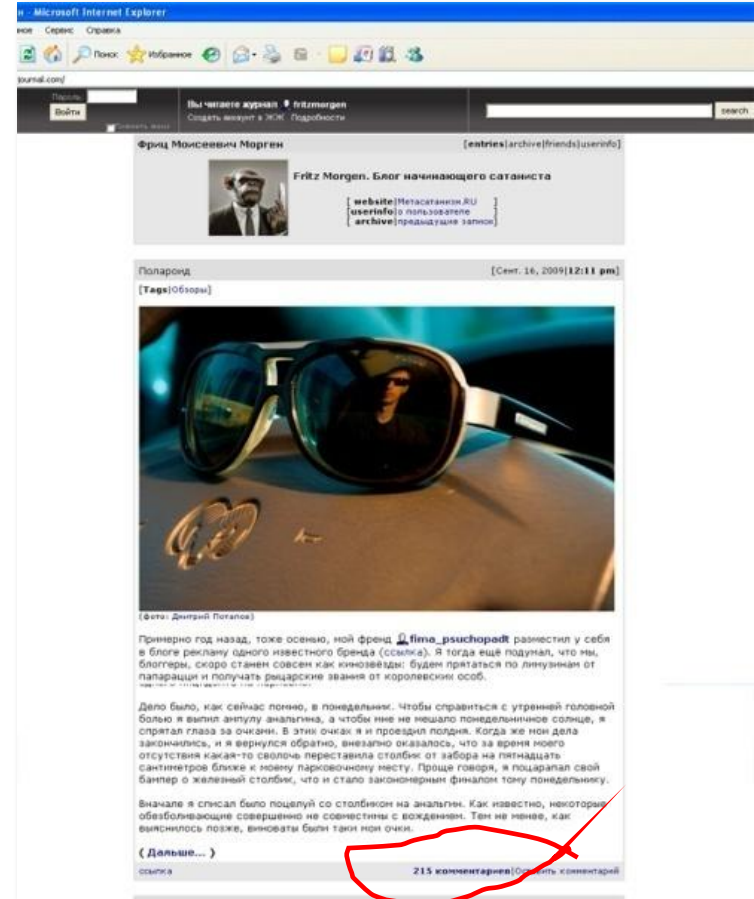 н - Microsoft Internet Explorer
Сервис Справка
Поиск Избранное
journal.com/
Пароль:
Войти
Вы читаете журнал fritzmorgen
Создать аккаунт в ЖЖ Подробности
search
Фриц Моисеевич Морген [entries|archive|friends|userinfo]
Fritz Morgen. Блог начинающего сатаниста
[ website|Метасатанизм.RU ]
[userinfo|о пользователе ]
[ archive|предыдущие записи]
Полароид [Сент. 16, 2009|12:11 pm]
[Tags|Обзоры]
(фото: Дмитрий Потапов)
Примерно год назад, тоже осенью, мой френд fima_psuchopadt разместил у себя
в блоге рекламу одного известного бренда (ссылка). Я тогда ещё подумал, что мы,
блоггеры, скоро станем совсем как кинозвёзды: будем прятаться по лимузинам от
папарацци и получать рыцарские звания от королевских особ.
Дело было, как сейчас помню, в понедельник. Чтобы справиться с утренней головной
болью я выпил ампулу анальгина, а чтобы мне не мешало понедельничное солнце, я
спрятал глаза за очками. В этих очках я и проездил полдня. Когда же мои дела
закончились, и я вернулся обратно, внезапно оказалось, что за время моего
отсутствия какая-то сволочь переставила столбик от забора на пятнадцать
сантиметров ближе к моему парковочному месту. Проще говоря, я поцарапал свой
бампер о железный столбик, что и стало закономерным финалом тому понедельнику.
Вначале я списал было поцелуй со столбиком на анальгин. Как известно, некоторые
обезболивающие совершенно не совместимы с вождением. Тем не менее, как
выяснилось позже, виноваты были таки мои очки.
( Дальше... )
ссылка 215 комментариев|Оставить комментарий